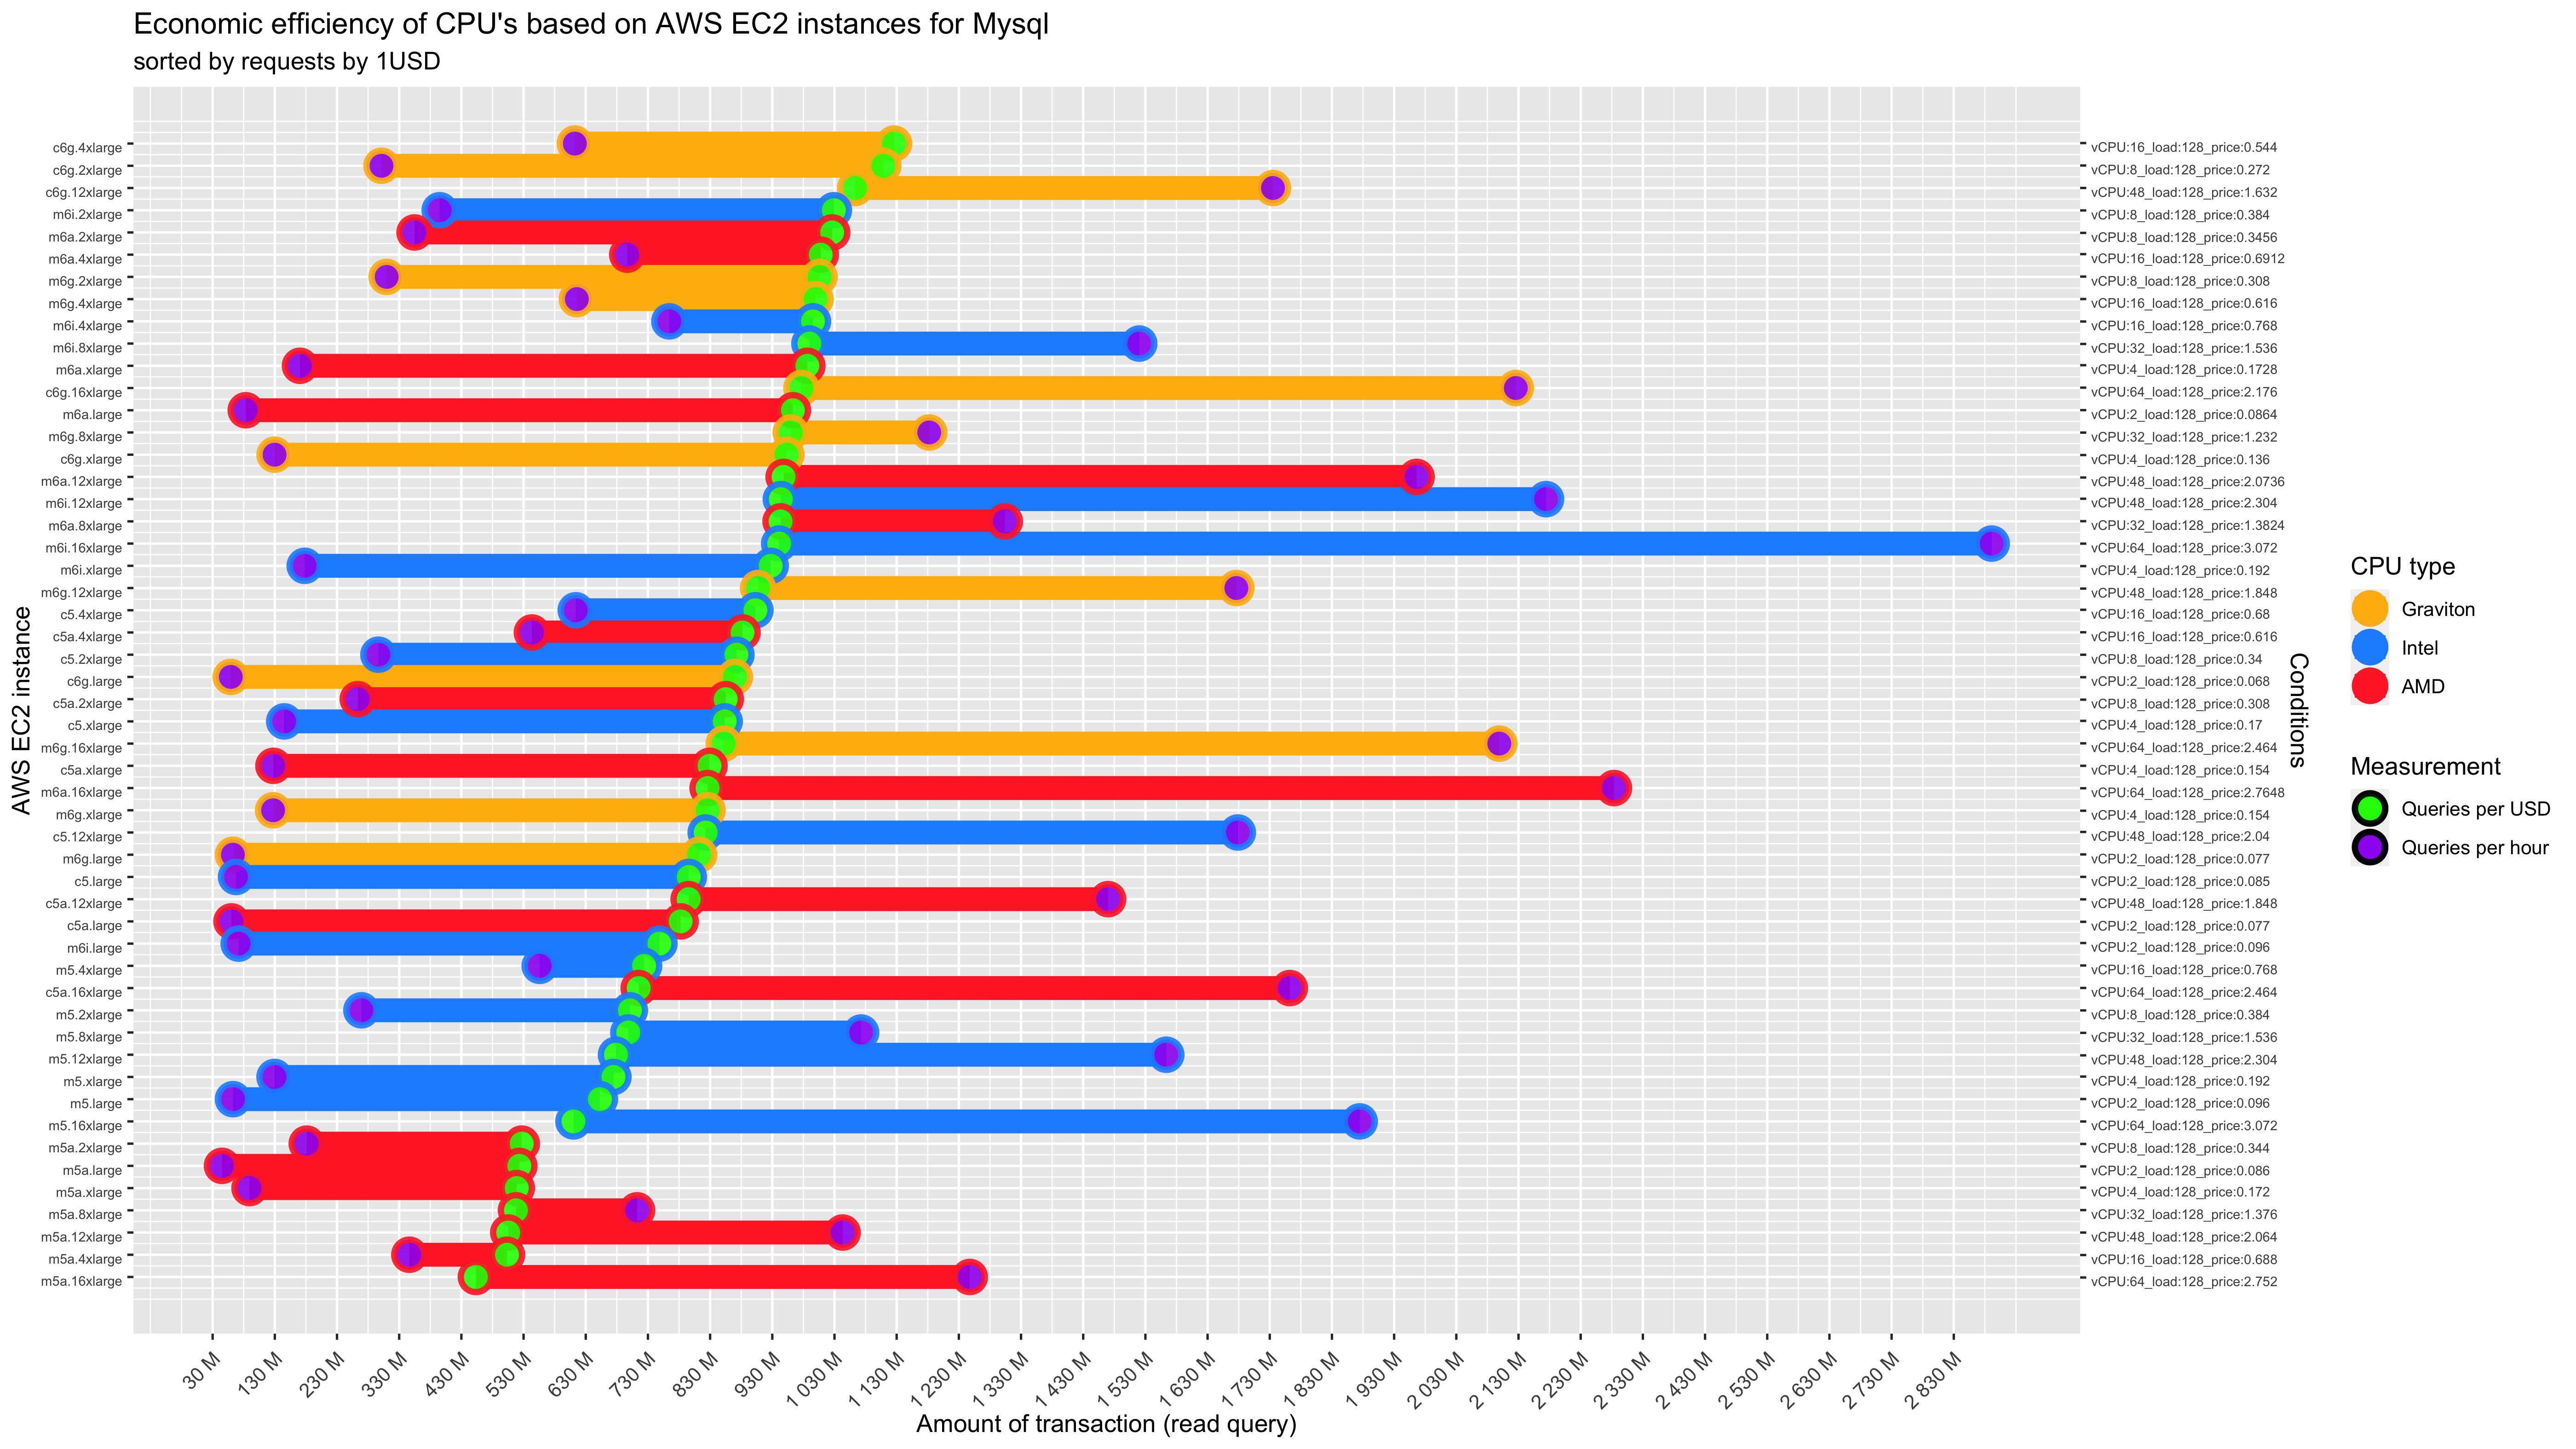 Economic efficiency of CPU's based on AWS EC2 instances for Mysql
sorted by requests by 1USD
AWS EC2 instance
c6g.4xlarge
c6g.2xlarge
c6g.12xlarge
m6i.2xlarge
m6a.2xlarge
m6a.4xlarge
m6g.2xlarge
m6g.4xlarge
m6i.4xlarge
m6i.8xlarge
m6a.xlarge
c6g.16xlarge
m6a.large
m6g.8xlarge
c6g.xlarge
m6a.12xlarge
m6i.12xlarge
m6a.8xlarge
m6i.16xlarge
m6i.xlarge
m6g.12xlarge
c5.4xlarge
c5a.4xlarge
c5.2xlarge
c6g.large
c5a.2xlarge
c5.xlarge
m6g.16xlarge
c5a.xlarge
m6a.16xlarge
m6g.xlarge
c5.12xlarge
m6g.large
c5.large
c5a.12xlarge
c5a.large
m6i.large
m5.4xlarge
c5a.16xlarge
m5.2xlarge
m5.8xlarge
m5.12xlarge
m5.xlarge
m5.large
m5.16xlarge
m5a.2xlarge
m5a.large
m5a.xlarge
m5a.8xlarge
m5a.12xlarge
m5a.4xlarge
m5a.16xlarge
vCPU:16_load:128_price:0.544
vCPU:8_load:128_price:0.272
vCPU:48_load:128_price:1.632
vCPU:8_load:128_price:0.384
vCPU:8_load:128_price:0.3456
vCPU:16_load:128_price:0.6912
vCPU:8_load:128_price:0.308
vCPU:16_load:128_price:0.616
vCPU:16_load:128_price:0.768
vCPU:32_load:128_price:1.536
vCPU:4_load:128_price:0.1728
vCPU:64_load:128_price:2.176
vCPU:2_load:128_price:0.0864
vCPU:32_load:128_price:1.232
vCPU:4_load:128_price:0.136
vCPU:48_load:128_price:2.0736
vCPU:48_load:128_price:2.304
vCPU:32_load:128_price:1.3824
vCPU:64_load:128_price:3.072
vCPU:4_load:128_price:0.192
vCPU:48_load:128_price:1.848
vCPU:16_load:128_price:0.68
vCPU:16_load:128_price:0.616
vCPU:8_load:128_price:0.34
vCPU:2_load:128_price:0.068
vCPU:8_load:128_price:0.308
vCPU:4_load:128_price:0.17
vCPU:64_load:128_price:2.464
vCPU:4_load:128_price:0.154
vCPU:64_load:128_price:2.7648
vCPU:4_load:128_price:0.154
vCPU:48_load:128_price:2.04
vCPU:2_load:128_price:0.077
vCPU:2_load:128_price:0.085
vCPU:48_load:128_price:1.848
vCPU:2_load:128_price:0.077
vCPU:2_load:128_price:0.096
vCPU:16_load:128_price:0.768
vCPU:64_load:128_price:2.464
vCPU:8_load:128_price:0.384
vCPU:32_load:128_price:1.536
vCPU:48_load:128_price:2.304
vCPU:4_load:128_price:0.192
vCPU:2_load:128_price:0.096
vCPU:64_load:128_price:3.072
vCPU:8_load:128_price:0.344
vCPU:2_load:128_price:0.086
vCPU:4_load:128_price:0.172
vCPU:32_load:128_price:1.376
vCPU:48_load:128_price:2.064
vCPU:16_load:128_price:0.688
vCPU:64_load:128_price:2.752
Conditions
30 M
130 M
230 M
330 M
430 M
530 M
630 M
730 M
830 M
930 M
1 030 M
1 130 M
1 230 M
1 330 M
1 430 M
1 530 M
1 630 M
1 730 M
1 830 M
1 930 M
2 030 M
2 130 M
2 230 M
2 330 M
2 430 M
2 530 M
2 630 M
2 730 M
2 830 M
Amount of transaction (read query)
CPU type
Graviton
Intel
AMD
Measurement
Queries per USD
Queries per hour